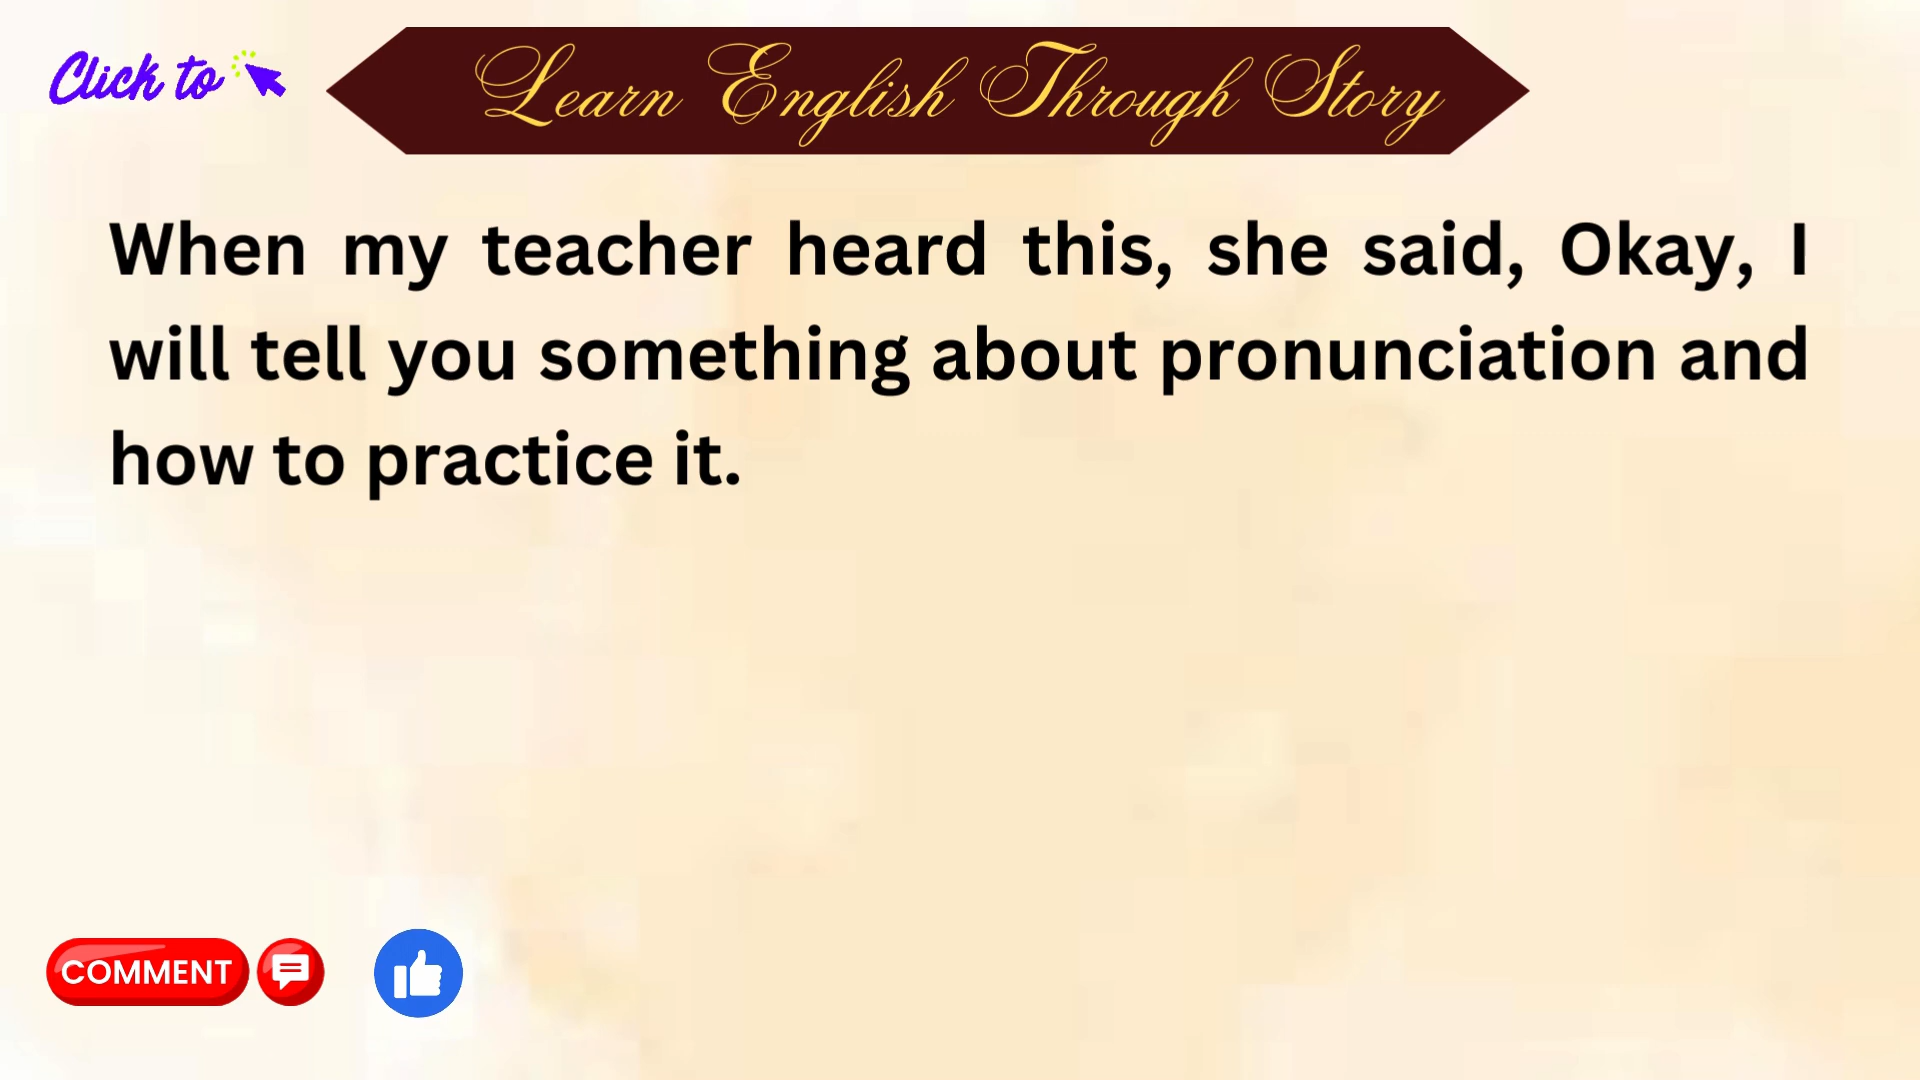 Click to
Learn English Through Story
When my teacher heard this, she said, Okay, I
will tell you something about pronunciation and
how to practice it.
COMMENT